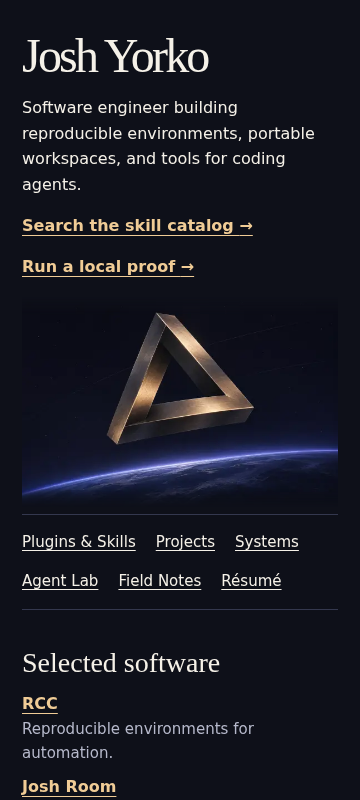 Josh Yorko
Software engineer building
reproducible environments, portable
workspaces, and tools for coding
agents.
Search the skill catalog →
Run a local proof →
Plugins & Skills Projects Systems
Agent Lab Field Notes Résumé
Selected software
RCC
Reproducible environments for
automation.
Josh Room